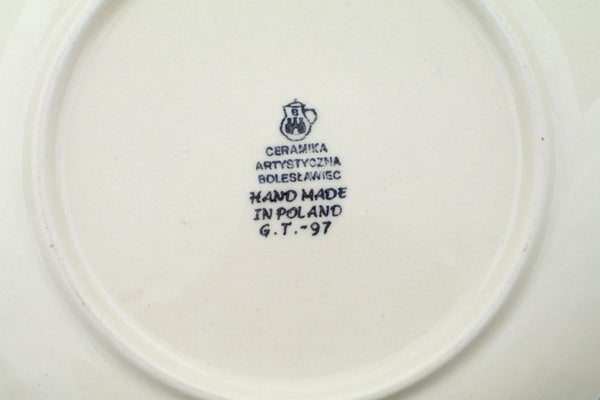 B
CERAMIKA
ARTYSTYCZNA
BOLESŁAWIEC
HAND MADE
IN POLAND
G.T.-97